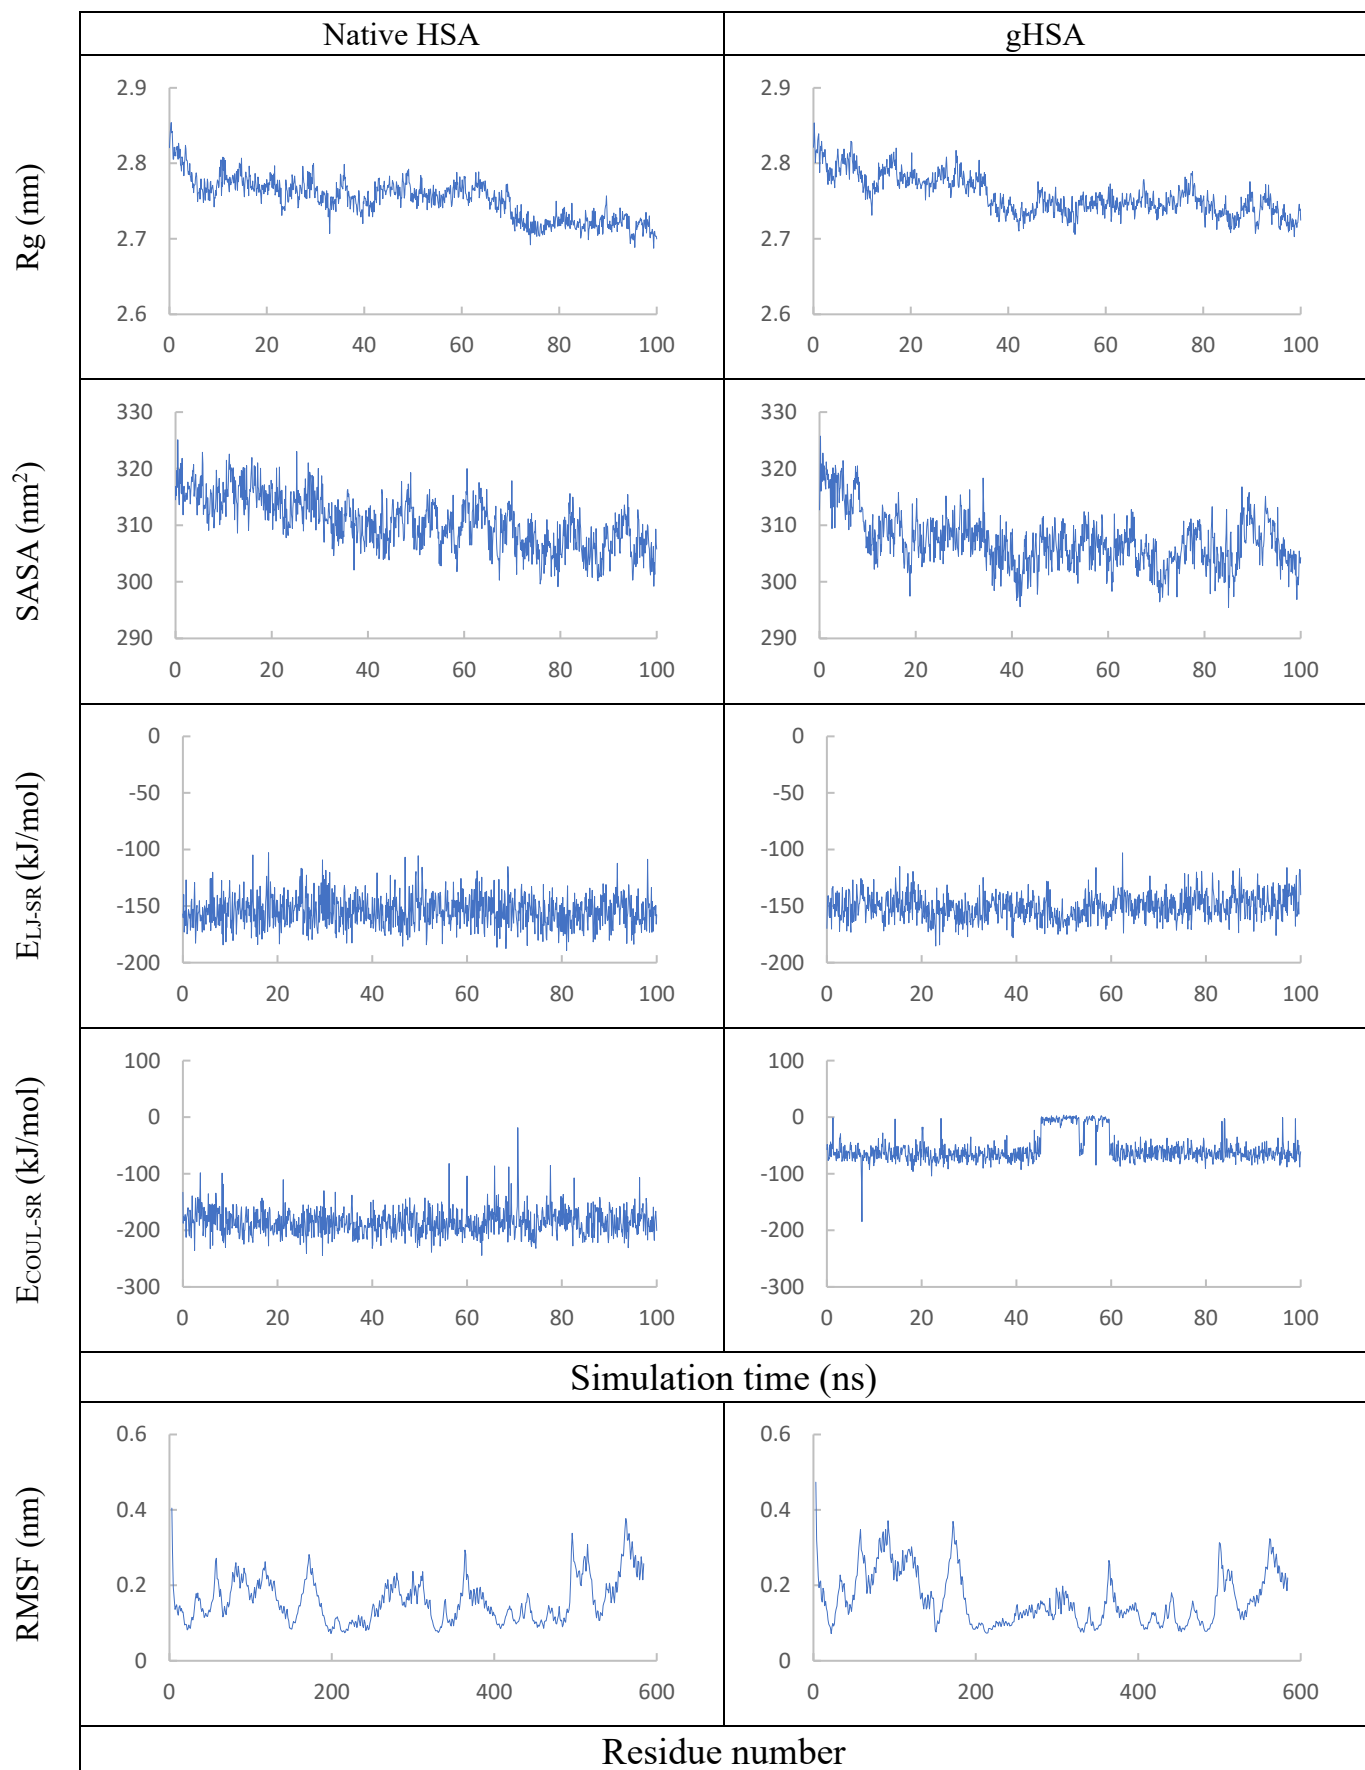 Native HSA gHSA
Rg (nm)
2.9
2.8
2.7
2.6
0 20 40 60 80 100
2.9
2.8
2.7
2.6
0 20 40 60 80 100
SASA (nm²)
330
320
310
300
290
0 20 40 60 80 100
330
320
310
300
290
0 20 40 60 80 100
E_LJ-SR (kJ/mol)
0
-50
-100
-150
-200
0 20 40 60 80 100
0
-50
-100
-150
-200
0 20 40 60 80 100
E_COUL-SR (kJ/mol)
100
0
-100
-200
-300
0 20 40 60 80 100
100
0
-100
-200
-300
0 20 40 60 80 100
Simulation time (ns)
RMSF (nm)
0.6
0.4
0.2
0
0 200 400 600
0.6
0.4
0.2
0
0 200 400 600
Residue number